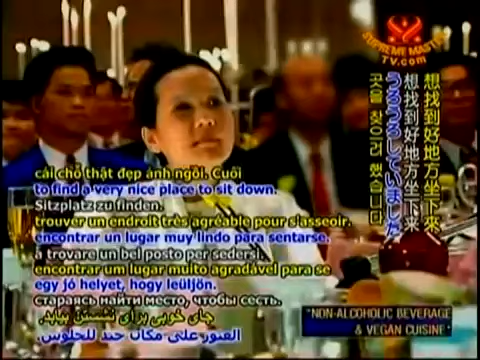 SUPREME MASTER
TV.com
想找到好地方坐下來
想找到好地方坐下来
うろうろしていました
곳을 찾으려 했습니다
cái chỗ thật đẹp ảnh ngồi. Cuối
to find a very nice place to sit down.
Sitzplatz zu finden.
trouver un endroit très agréable pour s'asseoir.
encontrar un lugar muy lindo para sentarse.
a trovare un bel posto per sedersi.
encontrar um lugar muito agradável para se
egy jó helyet, hogy leüljön.
стараясь найти место, чтобы сесть.
جای خوبی برای نشستن بیابد.
العثور على مكان جيد للجلوس.
"NON-ALCOHOLIC BEVERAGE
& VEGAN CUISINE"